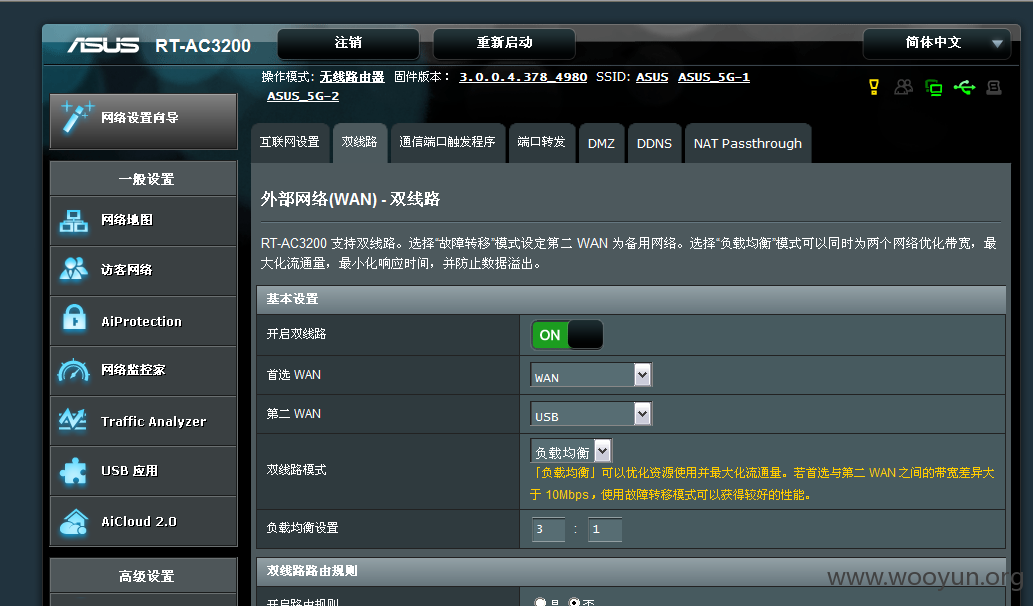 ASUS RT-AC3200 注销 重新启动 简体中文
操作模式: 无线路由器 固件版本: 3.0.0.4.378_4980 SSID: ASUS ASUS_5G-1
ASUS_5G-2
网络设置向导
一般设置
网络地图
访客网络
AiProtection
网络监控家
Traffic Analyzer
USB 应用
AiCloud 2.0
高级设置
互联网设置 双线路 通信端口触发程序 端口转发 DMZ DDNS NAT Passthrough
外部网络(WAN) - 双线路
RT-AC3200 支持双线路。选择“故障转移”模式设定第二 WAN 为备用网络。选择“负载均衡”模式可以同时为两个网络优化带宽，最
大化流通量，最小化响应时间，并防止数据溢出。
基本设置
开启双线路 ON
首选 WAN WAN
第二 WAN USB
双线路模式 负载均衡
「负载均衡」可以优化资源使用并最大化流通量。若首选与第二 WAN 之间的带宽差异大
于 10Mbps，使用故障转移模式可以获得较好的性能。
负载均衡设置 3 : 1
双线路路由规则
开启路由规则 是 否
www.wooyun.org